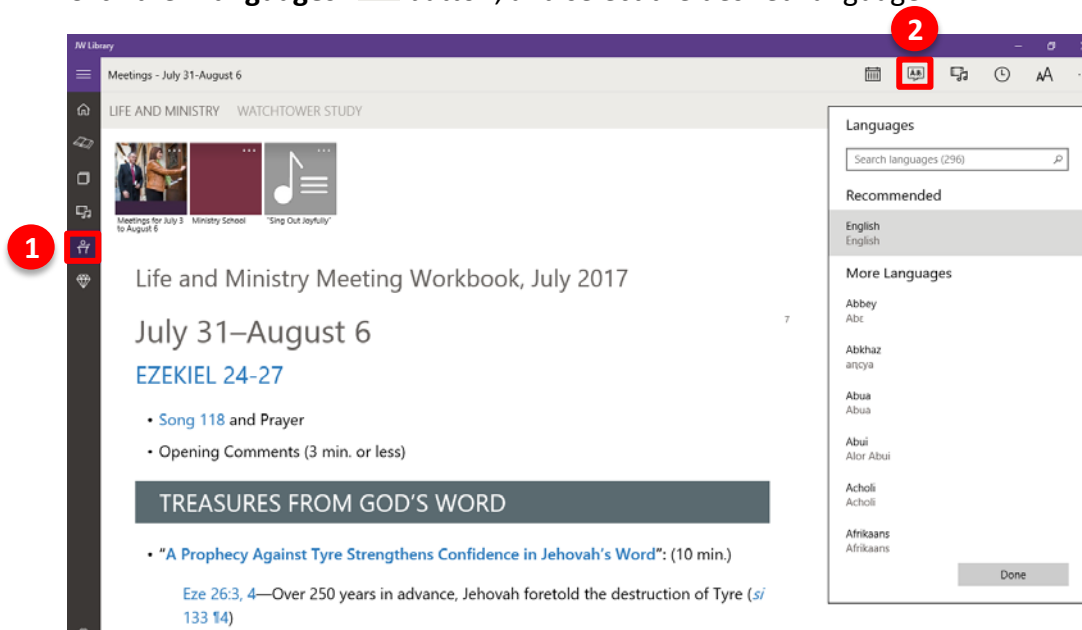 2
JW Library
Meetings - July 31-August 6
LIFE AND MINISTRY WATCHTOWER STUDY
Meetings for July 3
to August 6
Ministry School
"Sing Out Joyfully"
1
Life and Ministry Meeting Workbook, July 2017
7
July 31–August 6
EZEKIEL 24-27
• Song 118 and Prayer
• Opening Comments (3 min. or less)
TREASURES FROM GOD'S WORD
• "A Prophecy Against Tyre Strengthens Confidence in Jehovah's Word": (10 min.)
Eze 26:3, 4—Over 250 years in advance, Jehovah foretold the destruction of Tyre (si
133 ¶4)
Languages
Search languages (296)
Recommended
English
English
More Languages
Abbey
Abɛ
Abkhaz
аԥсуа
Abua
Abua
Abui
Alor Abui
Acholi
Acholi
Afrikaans
Afrikaans
Done